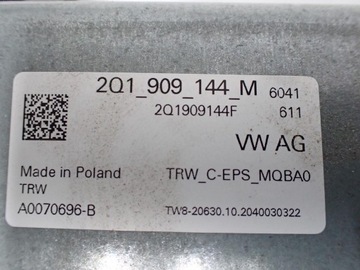 2Q1_909_144_M 6041
2Q1909144F 611
VW AG
Made in Poland TRW_C-EPS_MQBA0
TRW
A0070696-B TW8-20630.10.2040030322